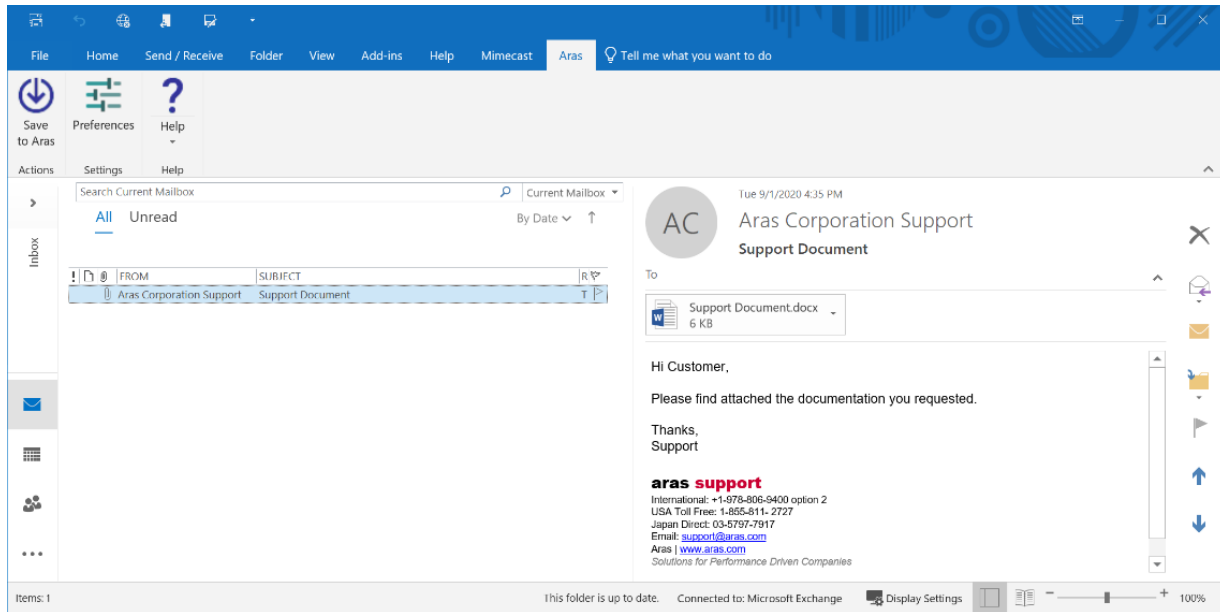 File Home Send / Receive Folder View Add-ins Help Mimecast Aras Tell me what you want to do
Save to Aras
Preferences
Help
Actions Settings Help
Search Current Mailbox Current Mailbox
All Unread By Date
Inbox
! FROM SUBJECT R
Aras Corporation Support Support Document T
AC
Tue 9/1/2020 4:35 PM
Aras Corporation Support
Support Document
To
Support Document.docx
6 KB
Hi Customer,
Please find attached the documentation you requested.
Thanks,
Support
aras support
International: +1-978-806-9400 option 2
USA Toll Free: 1-855-811- 2727
Japan Direct: 03-5797-7917
Email: support@aras.com
Aras | www.aras.com
Solutions for Performance Driven Companies
Items: 1 This folder is up to date. Connected to: Microsoft Exchange Display Settings 100%